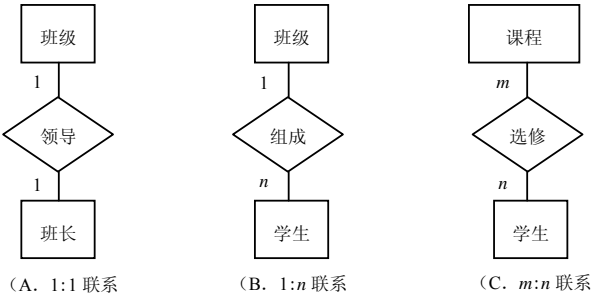 班级
1
领导
1
班长
（A．1:1 联系
班级
1
组成
n
学生
（B．1:n 联系
课程
m
选修
n
学生
（C．m:n 联系